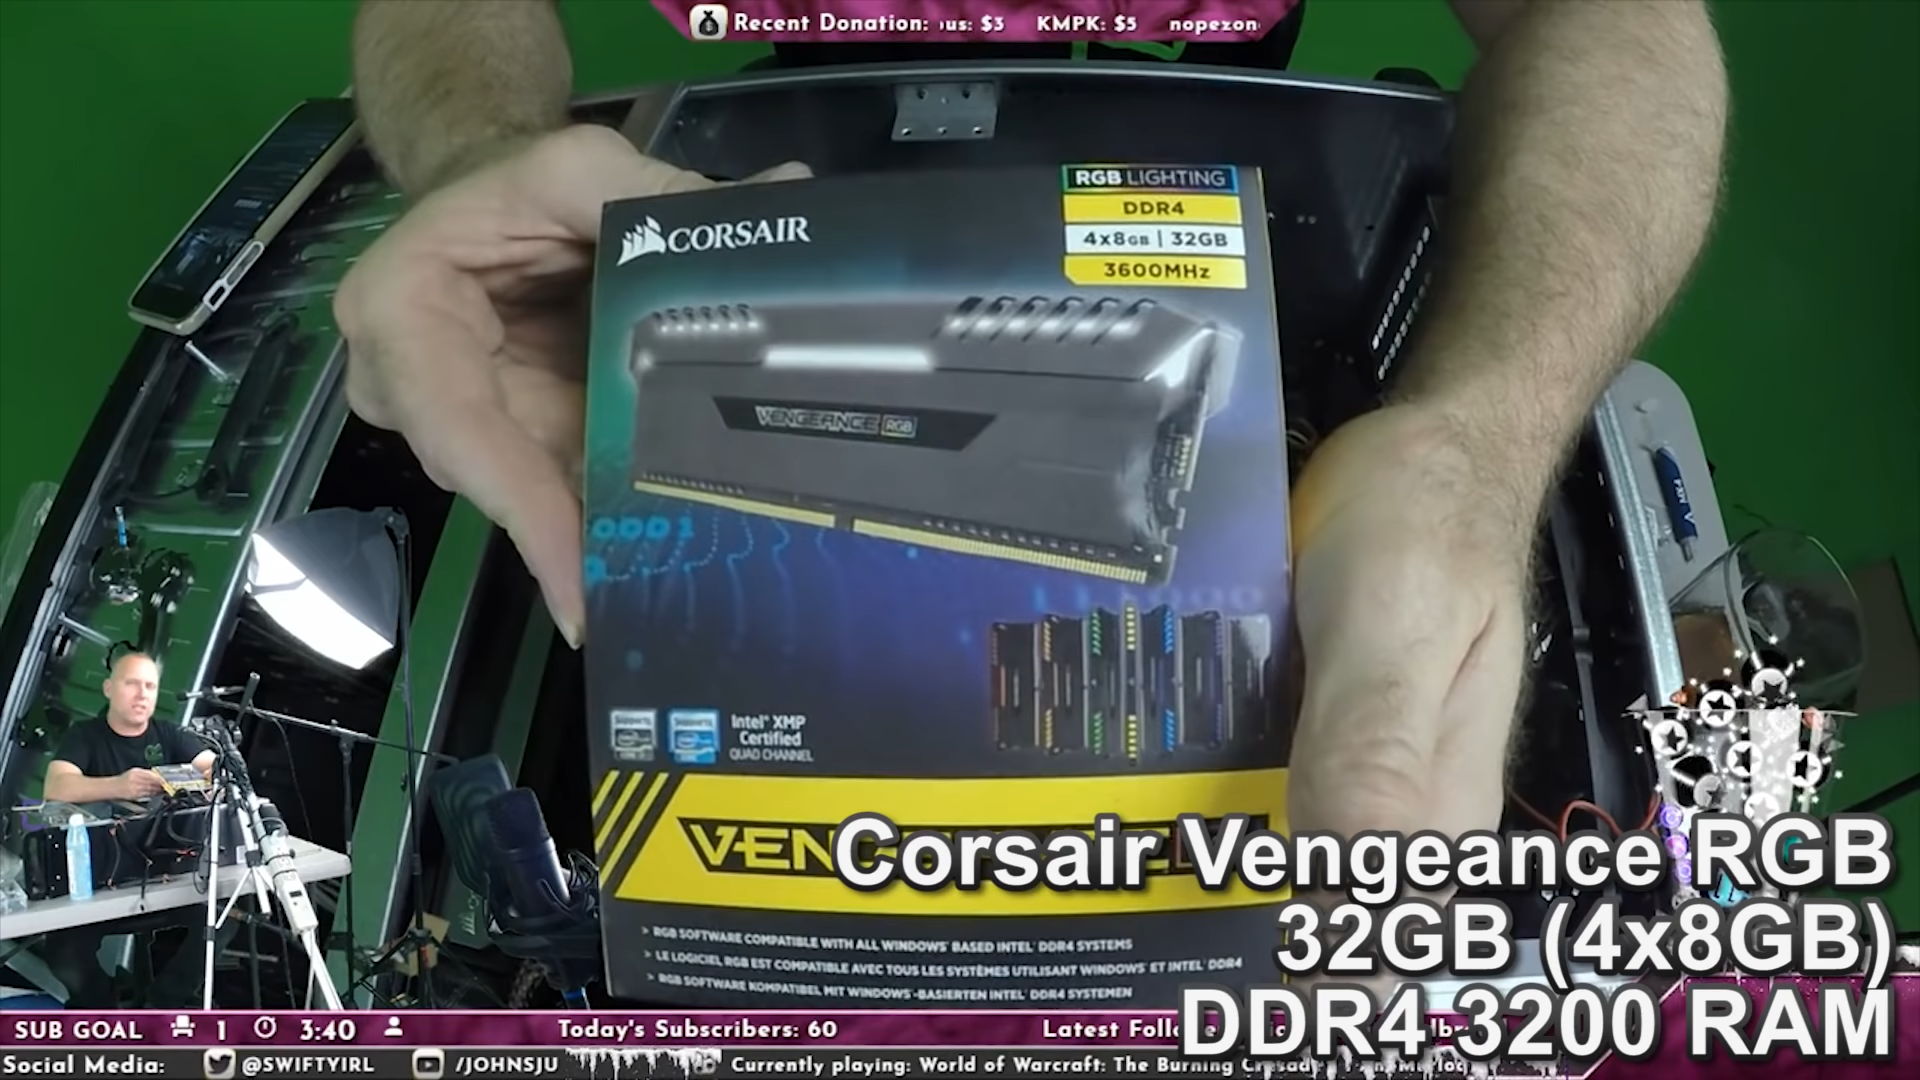 Recent Donation: us: $3 KMPK: $5 nopezon
RGB LIGHTING
DDR4
4x8GB | 32GB
3600MHz
CORSAIR
VENGEANCE RGB
Intel® XMP
Certified
QUAD CHANNEL
Corsair Vengeance RGB
32GB (4x8GB)
DDR4 3200 RAM
> RGB SOFTWARE COMPATIBLE WITH ALL WINDOWS® BASED INTEL® DDR4 SYSTEMS
> LE LOGICIEL RGB EST COMPATIBLE AVEC TOUS LES SYSTÈMES UTILISANT WINDOWS® ET INTEL® DDR4
> RGB SOFTWARE KOMPATIBEL MIT WINDOWS®-BASIERTEN INTEL® DDR4 SYSTEMEN
SUB GOAL 1 3:40 Today's Subscribers: 60 Latest
Social Media: @SWIFTYIRL /JOHNSJU Currently playing: World of Warcraft: The Burning